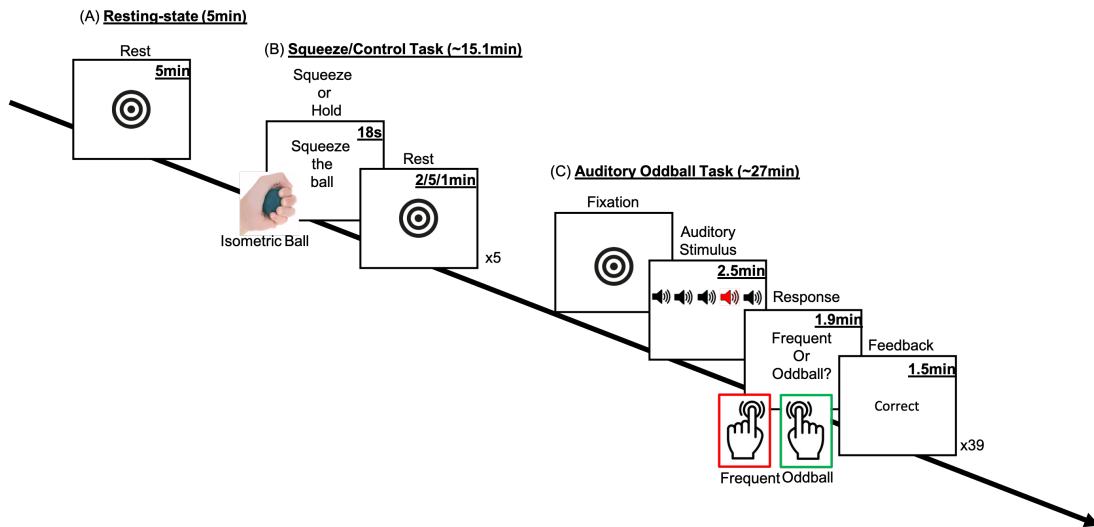 (A) Resting-state (5min)
Rest
5min
(B) Squeeze/Control Task (~15.1min)
Squeeze
or
Hold
18s
Squeeze
the
ball
Isometric Ball
Rest
2/5/1min
x5
(C) Auditory Oddball Task (~27min)
Fixation
Auditory
Stimulus
2.5min
Response
1.9min
Frequent
Or
Oddball?
Frequent Oddball
Feedback
1.5min
Correct
x39